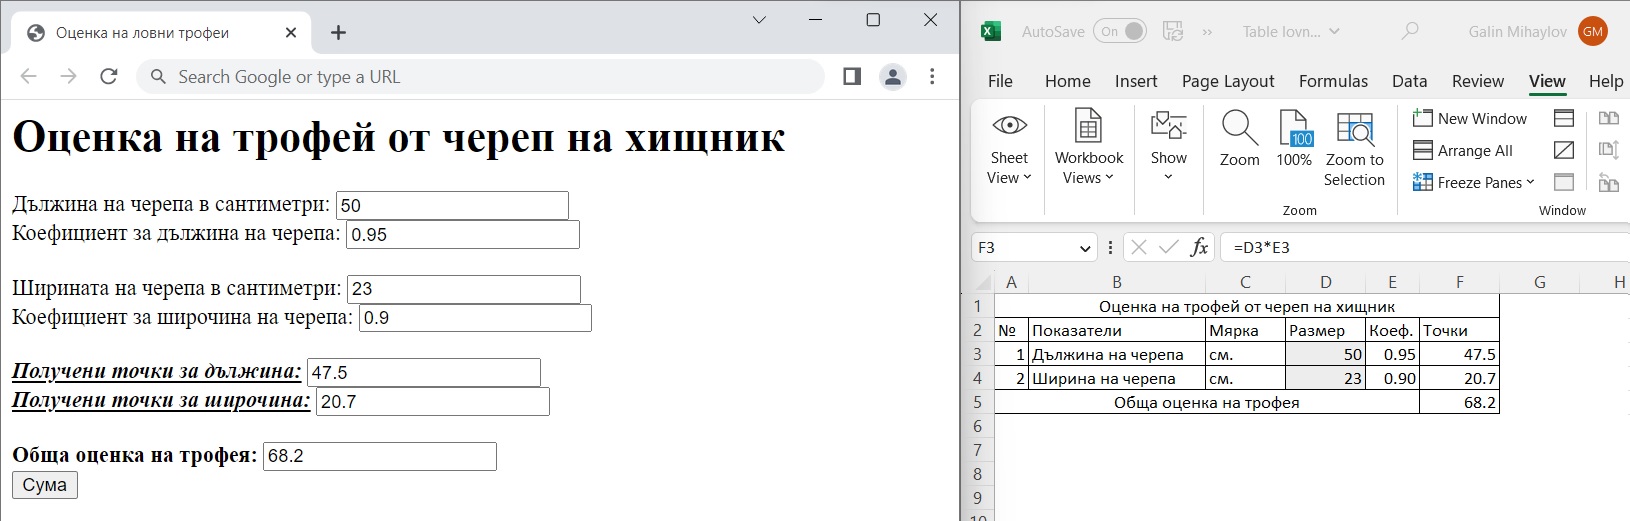 Оценка на ловни трофеи
Search Google or type a URL
Оценка на трофей от череп на хищник
Дължина на черепа в сантиметри: 50
Коефициент за дължина на черепа: 0.95
Ширината на черепа в сантиметри: 23
Коефициент за широчина на черепа: 0.9
Получени точки за дължина: 47.5
Получени точки за широчина: 20.7
Обща оценка на трофея: 68.2
Сума
AutoSave On Table lovn... Galin Mihaylov GM
File Home Insert Page Layout Formulas Data Review View Help
Sheet View
Workbook Views
Show
Zoom
100
100%
Zoom to Selection
New Window
Arrange All
Freeze Panes
Zoom Window
F3 fx =D3*E3
A B C D E F G H
1 Оценка на трофей от череп на хищник
2 № Показатели Мярка Размер Коеф. Точки
3 1 Дължина на черепа см. 50 0.95 47.5
4 2 Ширина на черепа см. 23 0.90 20.7
5 Обща оценка на трофея 68.2
6
7
8
9
10